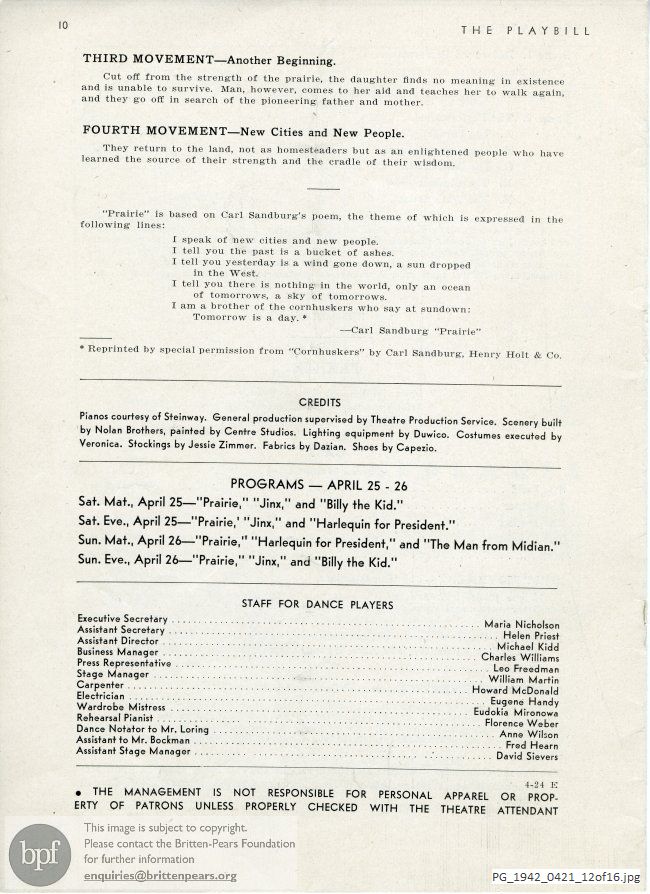 10
THE PLAYBILL
THIRD MOVEMENT—Another Beginning.
Cut off from the strength of the prairie, the daughter finds no meaning in existence
and is unable to survive. Man, however, comes to her aid and teaches her to walk again,
and they go off in search of the pioneering father and mother.
FOURTH MOVEMENT—New Cities and New People.
They return to the land, not as homesteaders but as an enlightened people who have
learned the source of their strength and the cradle of their wisdom.
"Prairie" is based on Carl Sandburg's poem, the theme of which is expressed in the
following lines:
I speak of new cities and new people.
I tell you the past is a bucket of ashes.
I tell you yesterday is a wind gone down, a sun dropped
in the West.
I tell you there is nothing in the world, only an ocean
of tomorrows, a sky of tomorrows.
I am a brother of the cornhuskers who say at sundown:
Tomorrow is a day. *
—Carl Sandburg "Prairie"
* Reprinted by special permission from "Cornhuskers" by Carl Sandburg, Henry Holt & Co.
CREDITS
Pianos courtesy of Steinway. General production supervised by Theatre Production Service. Scenery built
by Nolan Brothers, painted by Centre Studios. Lighting equipment by Duwico. Costumes executed by
Veronica. Stockings by Jessie Zimmer. Fabrics by Dazian. Shoes by Capezio.
PROGRAMS — APRIL 25 - 26
Sat. Mat., April 25—"Prairie," "Jinx," and "Billy the Kid."
Sat. Eve., April 25—"Prairie,' "Jinx," and "Harlequin for President."
Sun. Mat., April 26—"Prairie," "Harlequin for President," and "The Man from Midian."
Sun. Eve., April 26—"Prairie," "Jinx," and "Billy the Kid."
STAFF FOR DANCE PLAYERS
Executive Secretary Maria Nicholson
Assistant Secretary Helen Priest
Assistant Director Michael Kidd
Business Manager Charles Williams
Press Representative Leo Freedman
Stage Manager William Martin
Carpenter Howard McDonald
Electrician Eugene Handy
Wardrobe Mistress Eudokia Mironowa
Rehearsal Pianist Florence Weber
Dance Notator to Mr. Loring Anne Wilson
Assistant to Mr. Bockman Fred Hearn
Assistant Stage Manager David Sievers
4-24 E
• THE MANAGEMENT IS NOT RESPONSIBLE FOR PERSONAL APPAREL OR PROP-
ERTY OF PATRONS UNLESS PROPERLY CHECKED WITH THE THEATRE ATTENDANT
bpf
This image is subject to copyright.
Please contact the Britten-Pears Foundation
for further information
enquiries@brittenpears.org
PG_1942_0421_12of16.jpg